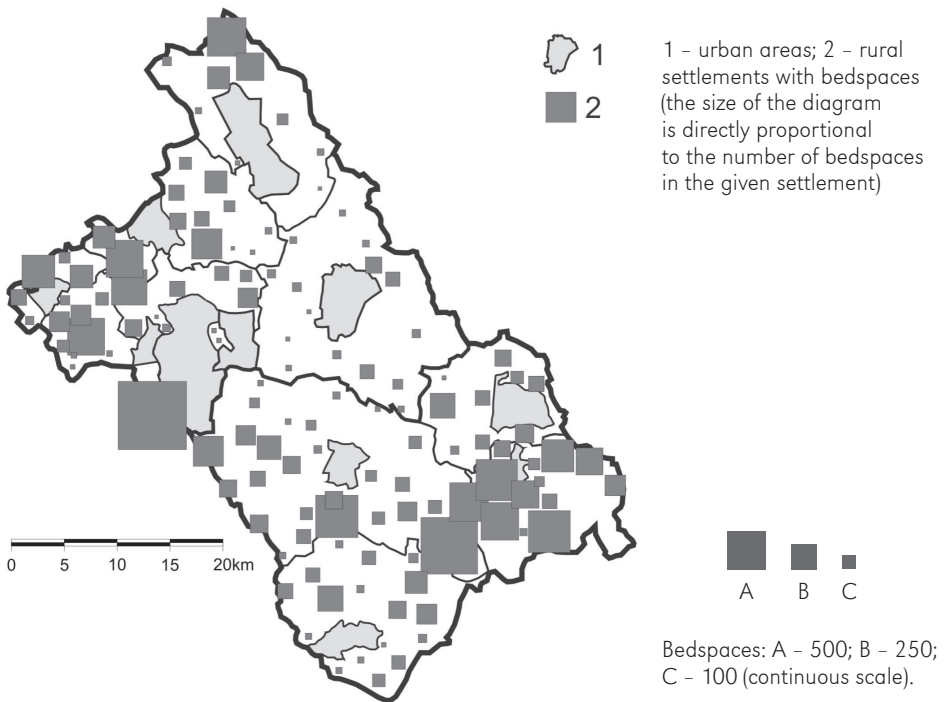 1
2
1 – urban areas; 2 – rural
settlements with bedspaces
(the size of the diagram
is directly proportional
to the number of bedspaces
in the given settlement)
0 5 10 15 20km
A B C
Bedspaces: A – 500; B – 250;
C – 100 (continuous scale).